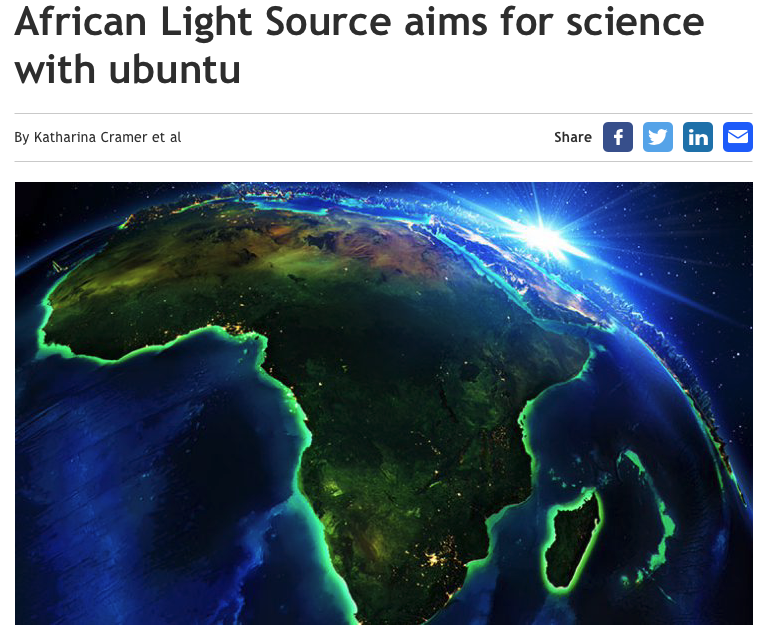 African Light Source aims for science
with ubuntu
By Katharina Cramer et al
Share